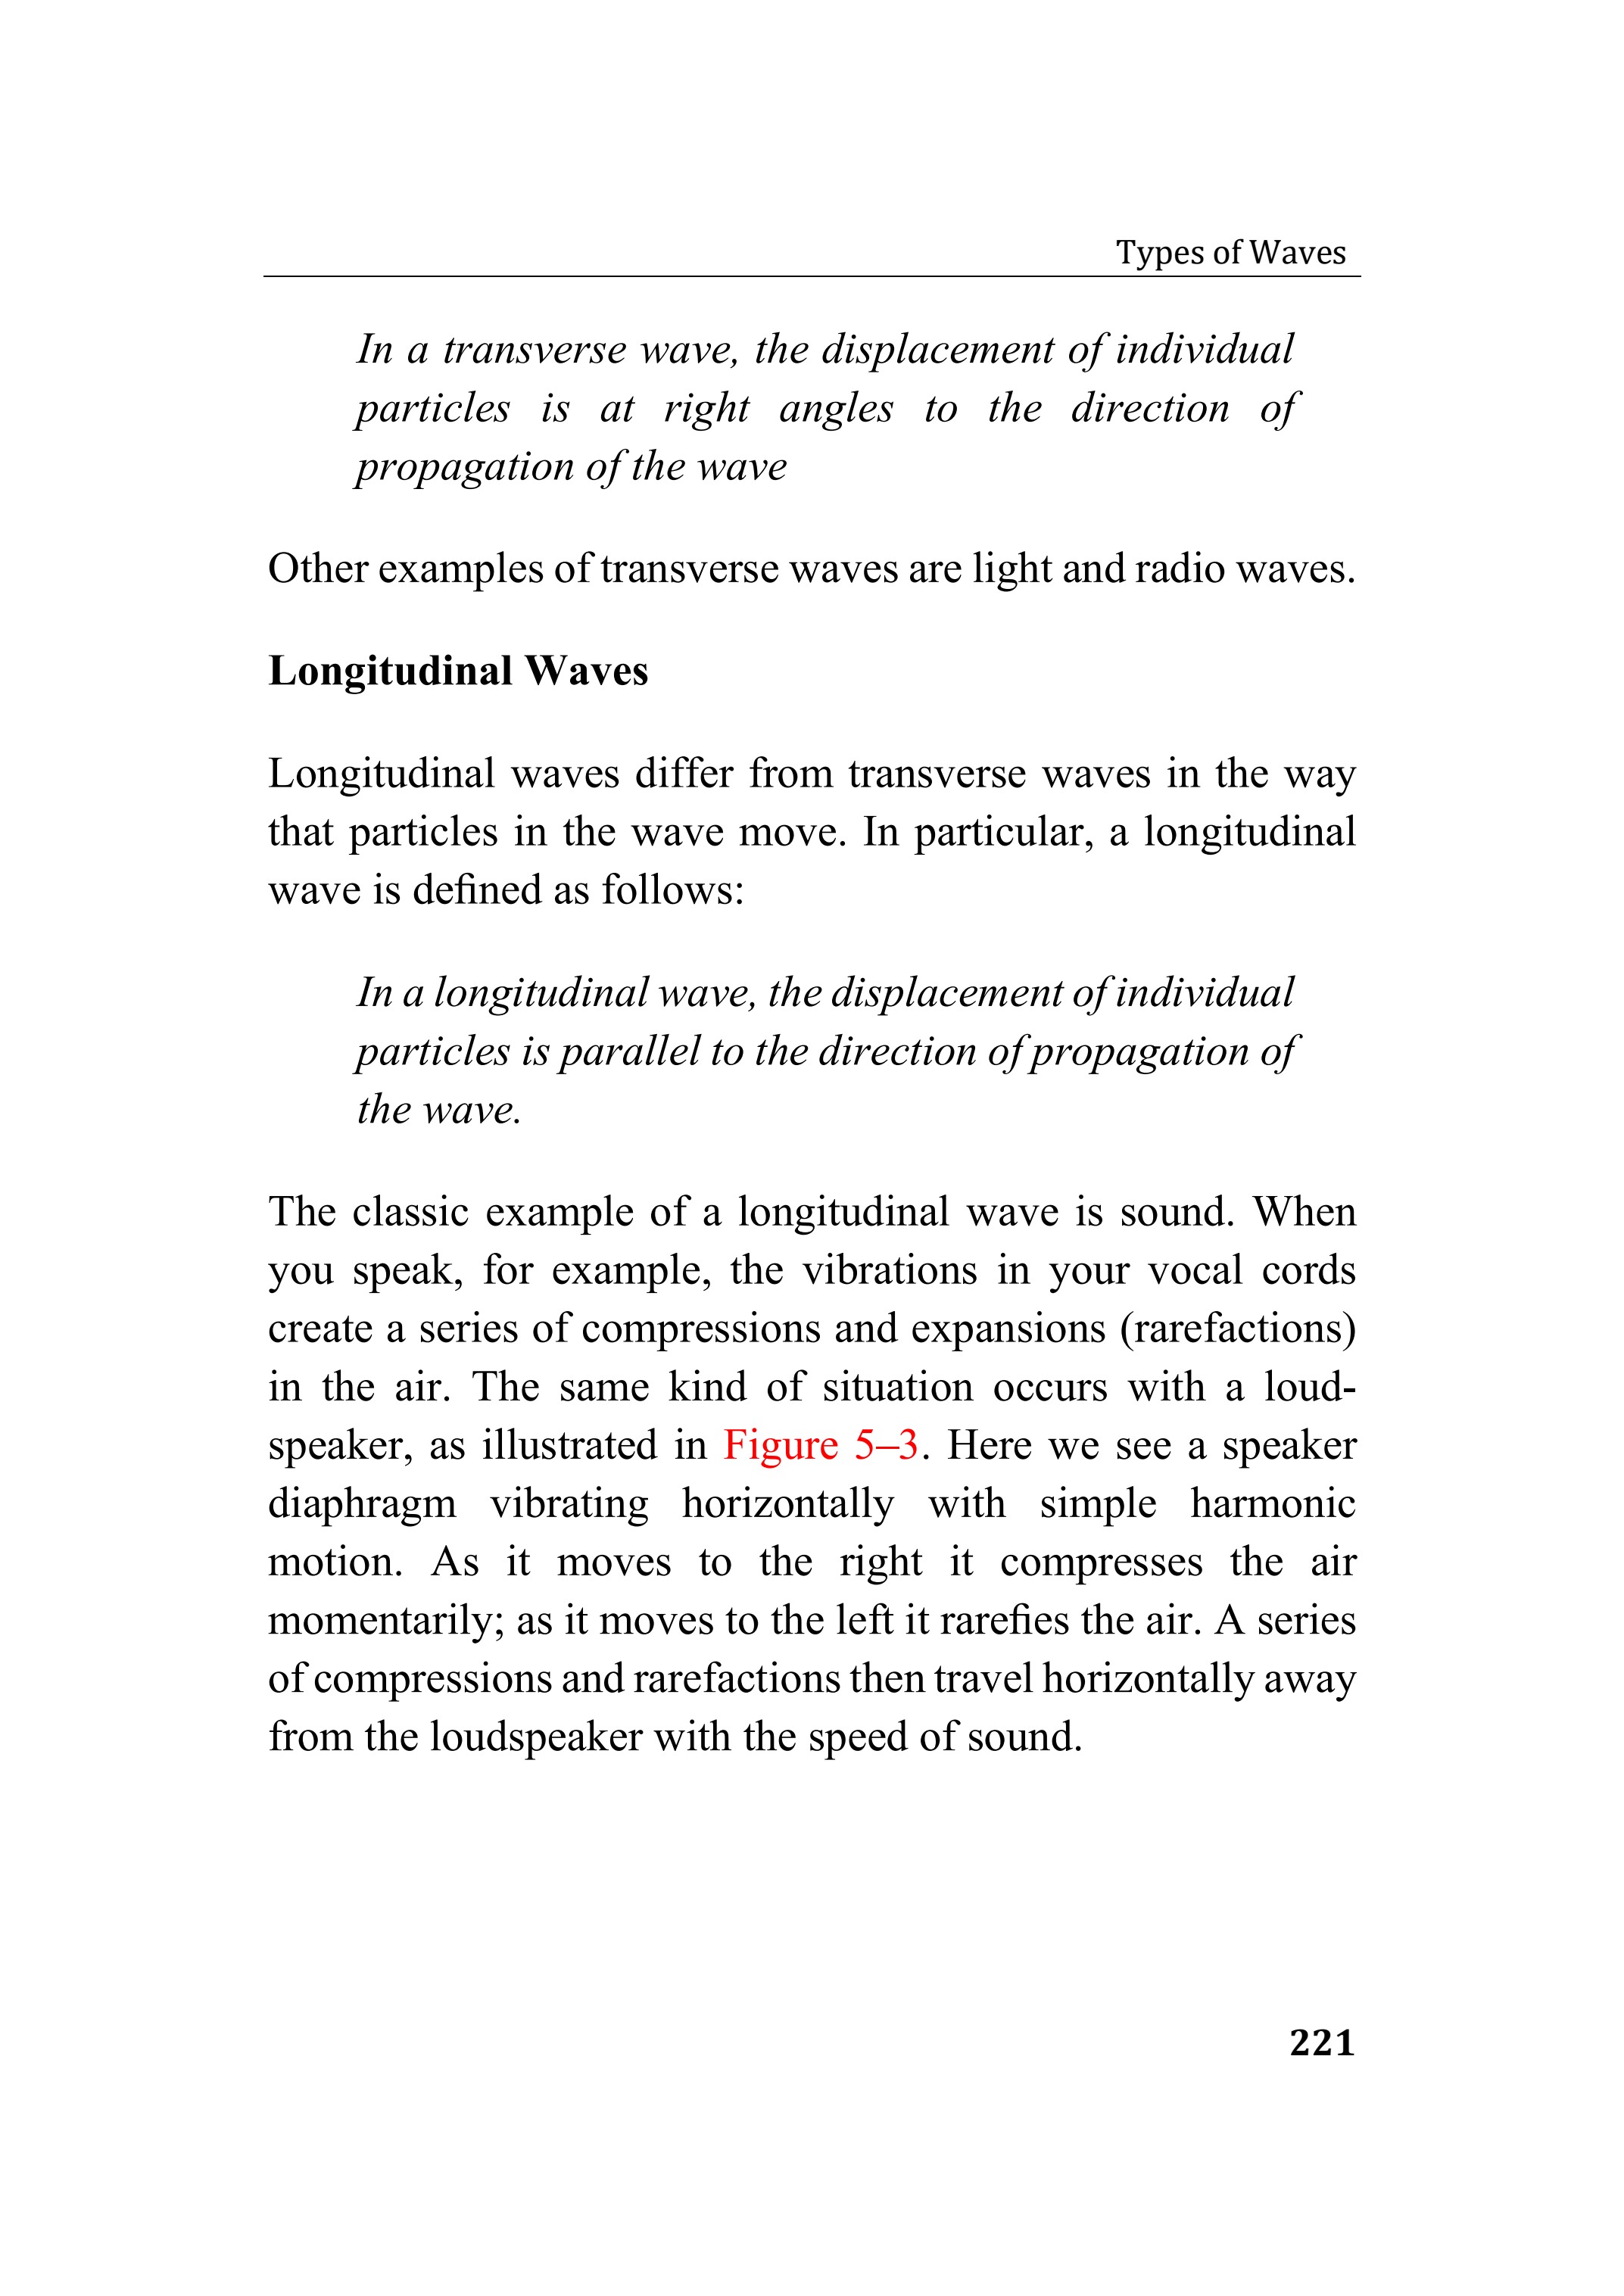 Types of Waves
In a transverse wave, the displacement of individual
particles is at right angles to the direction of
propagation of the wave
Other examples of transverse waves are light and radio waves.
Longitudinal Waves
Longitudinal waves differ from transverse waves in the way
that particles in the wave move. In particular, a longitudinal
wave is defined as follows:
In a longitudinal wave, the displacement of individual
particles is parallel to the direction of propagation of
the wave.
The classic example of a longitudinal wave is sound. When
you speak, for example, the vibrations in your vocal cords
create a series of compressions and expansions (rarefactions)
in the air. The same kind of situation occurs with a loud-
speaker, as illustrated in Figure 5–3. Here we see a speaker
diaphragm vibrating horizontally with simple harmonic
motion. As it moves to the right it compresses the air
momentarily; as it moves to the left it rarefies the air. A series
of compressions and rarefactions then travel horizontally away
from the loudspeaker with the speed of sound.
221